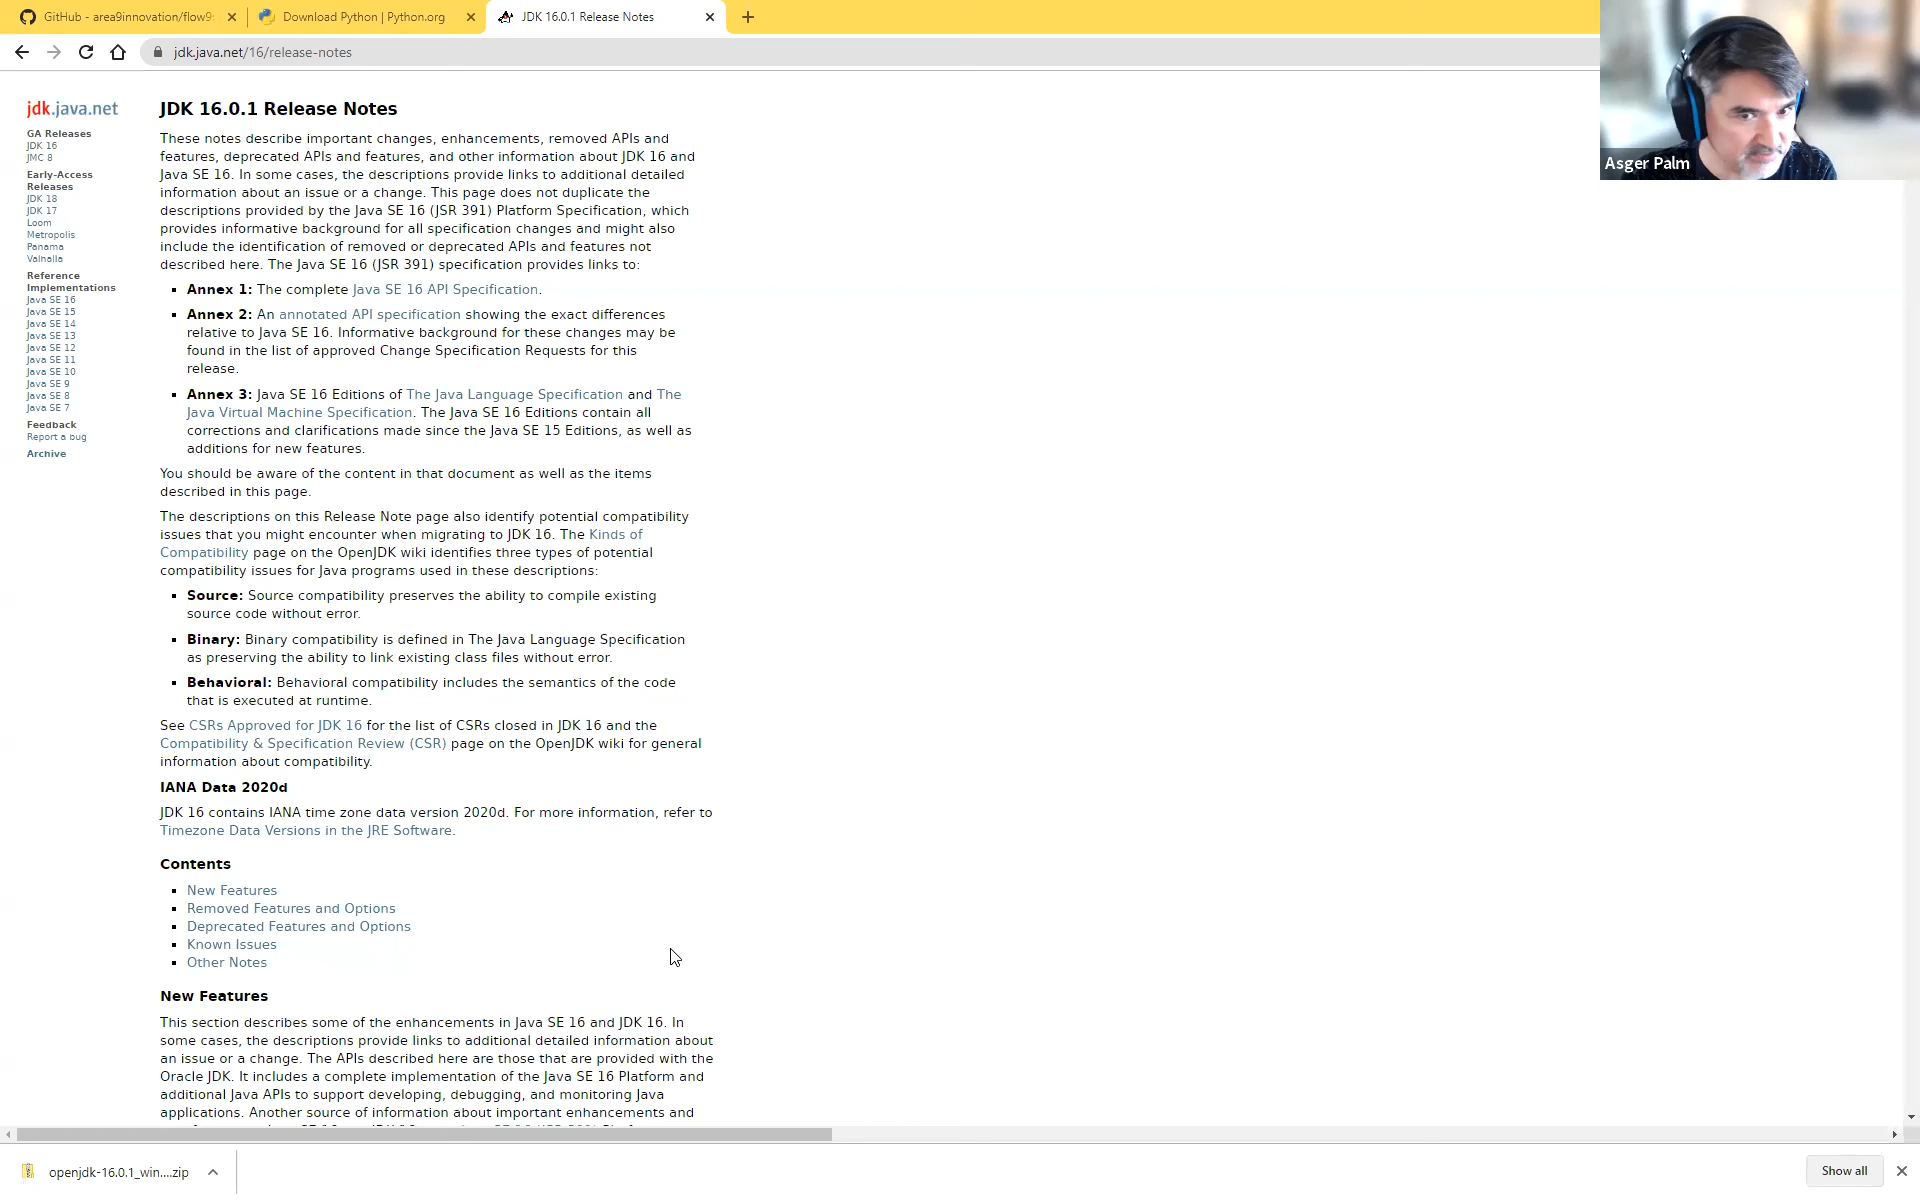 GitHub - area9innovation/flow9
Download Python | Python.org
JDK 16.0.1 Release Notes
jdk.java.net/16/release-notes
Asger Palm
jdk.java.net
GA Releases
JDK 16
JMC 8
Early-Access
Releases
JDK 18
JDK 17
Loom
Metropolis
Panama
Valhalla
Reference
Implementations
Java SE 16
Java SE 15
Java SE 14
Java SE 13
Java SE 12
Java SE 11
Java SE 10
Java SE 9
Java SE 8
Java SE 7
Feedback
Report a bug
Archive
JDK 16.0.1 Release Notes
These notes describe important changes, enhancements, removed APIs and
features, deprecated APIs and features, and other information about JDK 16 and
Java SE 16. In some cases, the descriptions provide links to additional detailed
information about an issue or a change. This page does not duplicate the
descriptions provided by the Java SE 16 (JSR 391) Platform Specification, which
provides informative background for all specification changes and might also
include the identification of removed or deprecated APIs and features not
described here. The Java SE 16 (JSR 391) specification provides links to:
Annex 1: The complete Java SE 16 API Specification.
Annex 2: An annotated API specification showing the exact differences
relative to Java SE 16. Informative background for these changes may be
found in the list of approved Change Specification Requests for this
release.
Annex 3: Java SE 16 Editions of The Java Language Specification and The
Java Virtual Machine Specification. The Java SE 16 Editions contain all
corrections and clarifications made since the Java SE 15 Editions, as well as
additions for new features.
You should be aware of the content in that document as well as the items
described in this page.
The descriptions on this Release Note page also identify potential compatibility
issues that you might encounter when migrating to JDK 16. The Kinds of
Compatibility page on the OpenJDK wiki identifies three types of potential
compatibility issues for Java programs used in these descriptions:
Source: Source compatibility preserves the ability to compile existing
source code without error.
Binary: Binary compatibility is defined in The Java Language Specification
as preserving the ability to link existing class files without error.
Behavioral: Behavioral compatibility includes the semantics of the code
that is executed at runtime.
See CSRs Approved for JDK 16 for the list of CSRs closed in JDK 16 and the
Compatibility & Specification Review (CSR) page on the OpenJDK wiki for general
information about compatibility.
IANA Data 2020d
JDK 16 contains IANA time zone data version 2020d. For more information, refer to
Timezone Data Versions in the JRE Software.
Contents
New Features
Removed Features and Options
Deprecated Features and Options
Known Issues
Other Notes
New Features
This section describes some of the enhancements in Java SE 16 and JDK 16. In
some cases, the descriptions provide links to additional detailed information about
an issue or a change. The APIs described here are those that are provided with the
Oracle JDK. It includes a complete implementation of the Java SE 16 Platform and
additional Java APIs to support developing, debugging, and monitoring Java
applications. Another source of information about important enhancements and
openjdk-16.0.1_win....zip
Show all